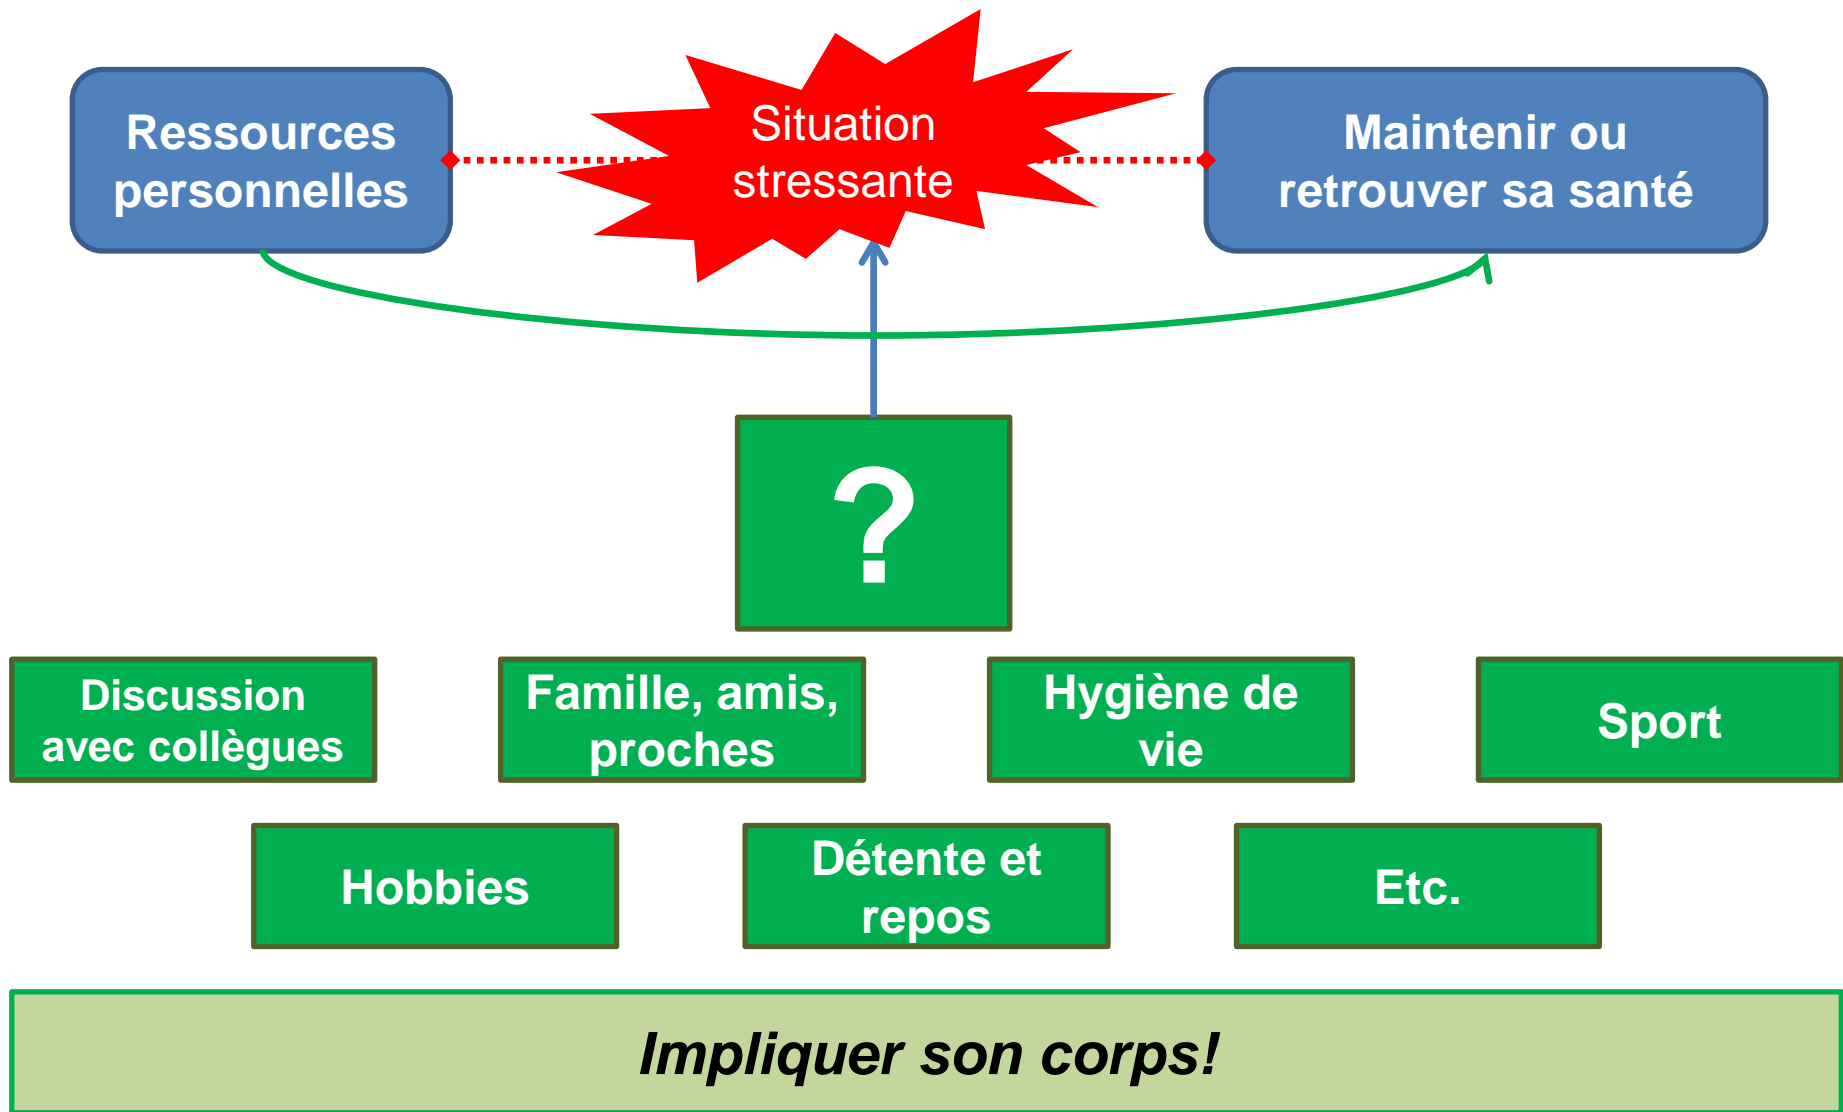 Ressources
personnelles
Situation
stressante
Maintenir ou
retrouver sa santé
?
Discussion
avec collègues
Famille, amis,
proches
Hygiène de
vie
Sport
Hobbies
Détente et
repos
Etc.
Impliquer son corps!